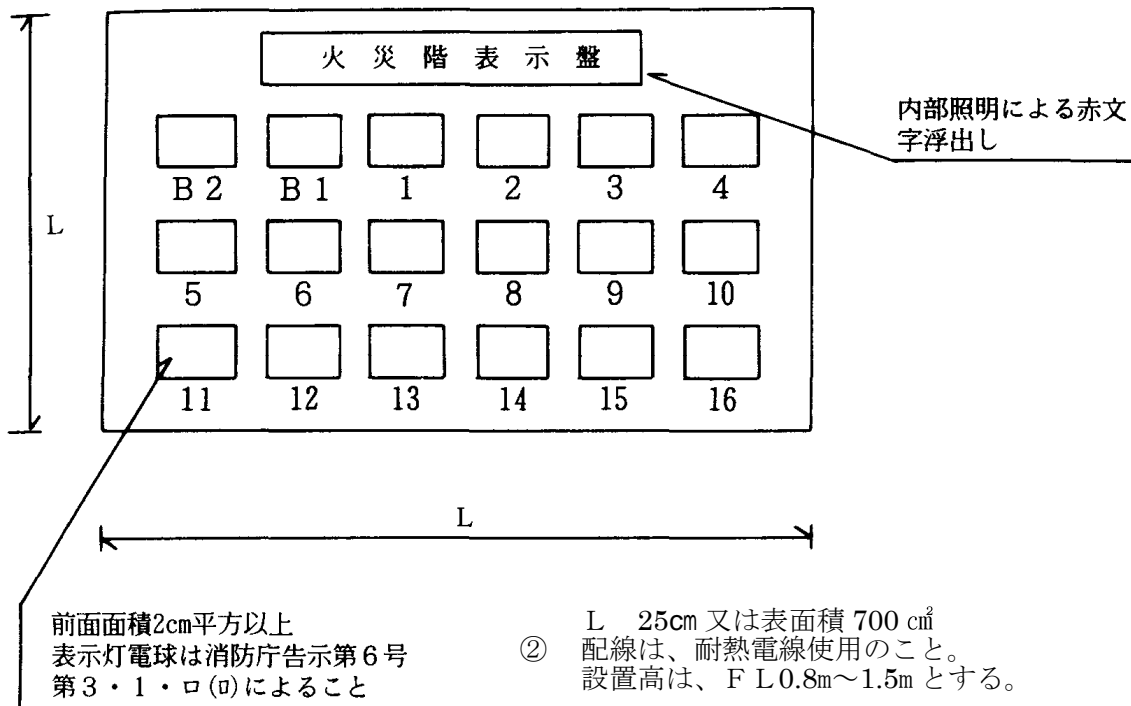 火災階表示盤
内部照明による赤文
字浮出し
B2 B1 1 2 3 4
L
5 6 7 8 9 10
11 12 13 14 15 16
L
前面面積2cm平方以上
表示灯電球は消防庁告示第6号
第3・1・ロ(ロ)によること
L 25cm 又は表面積 700 c㎡
② 配線は、耐熱電線使用のこと。
設置高は、FL0.8m～1.5m とする。